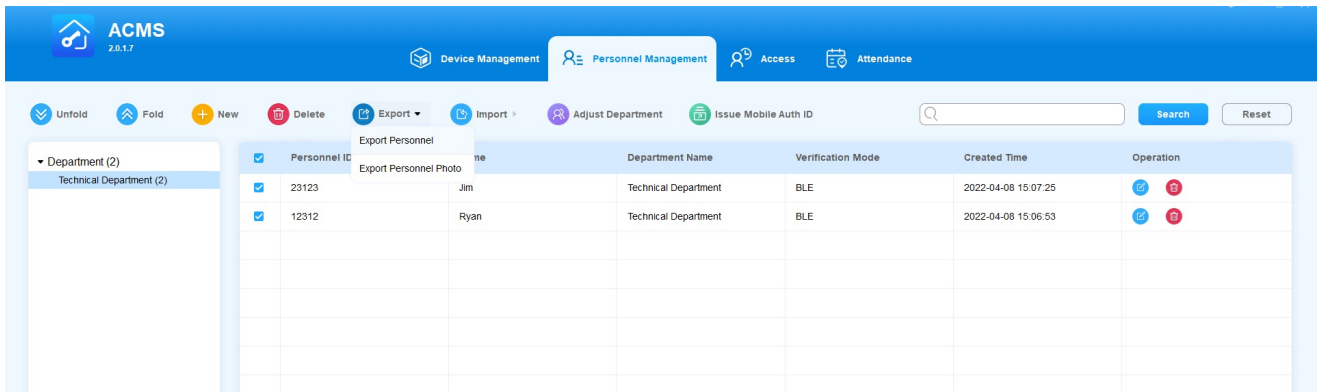 ACMS
2.0.1.7
Device Management Personnel Management Access Attendance
Unfold Fold New Delete Export Import Adjust Department Issue Mobile Auth ID Search Reset
Export Personnel
Export Personnel Photo
Department (2)
Technical Department (2)
Personnel ID me Department Name Verification Mode Created Time Operation
23123 Jim Technical Department BLE 2022-04-08 15:07:25
12312 Ryan Technical Department BLE 2022-04-08 15:06:53